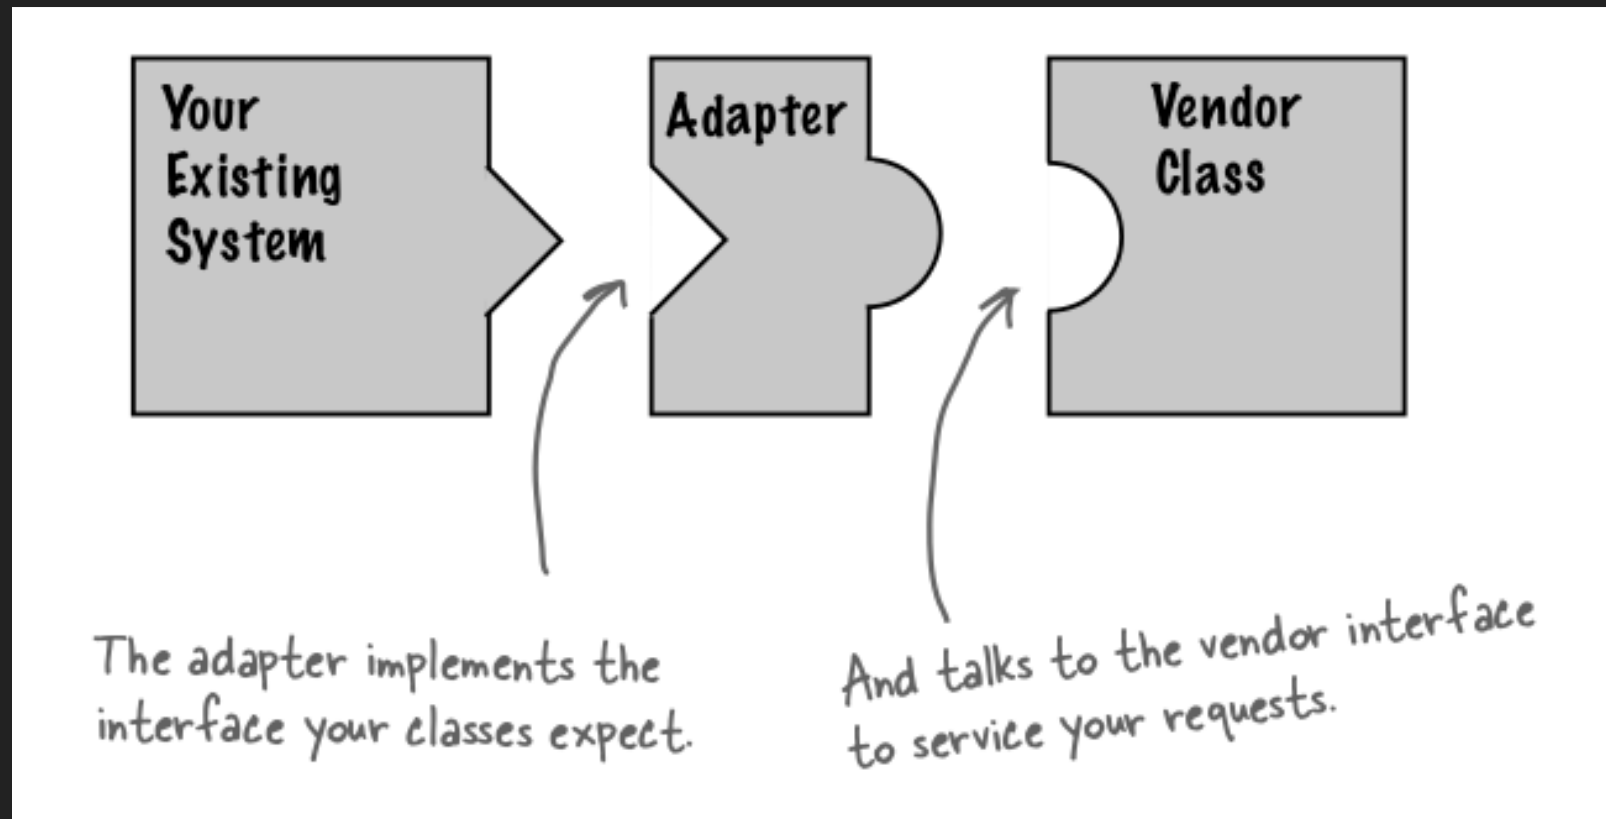 Your
Existing
System
Adapter
Vendor
Class
The adapter implements the
interface your classes expect.
And talks to the vendor interface
to service your requests.